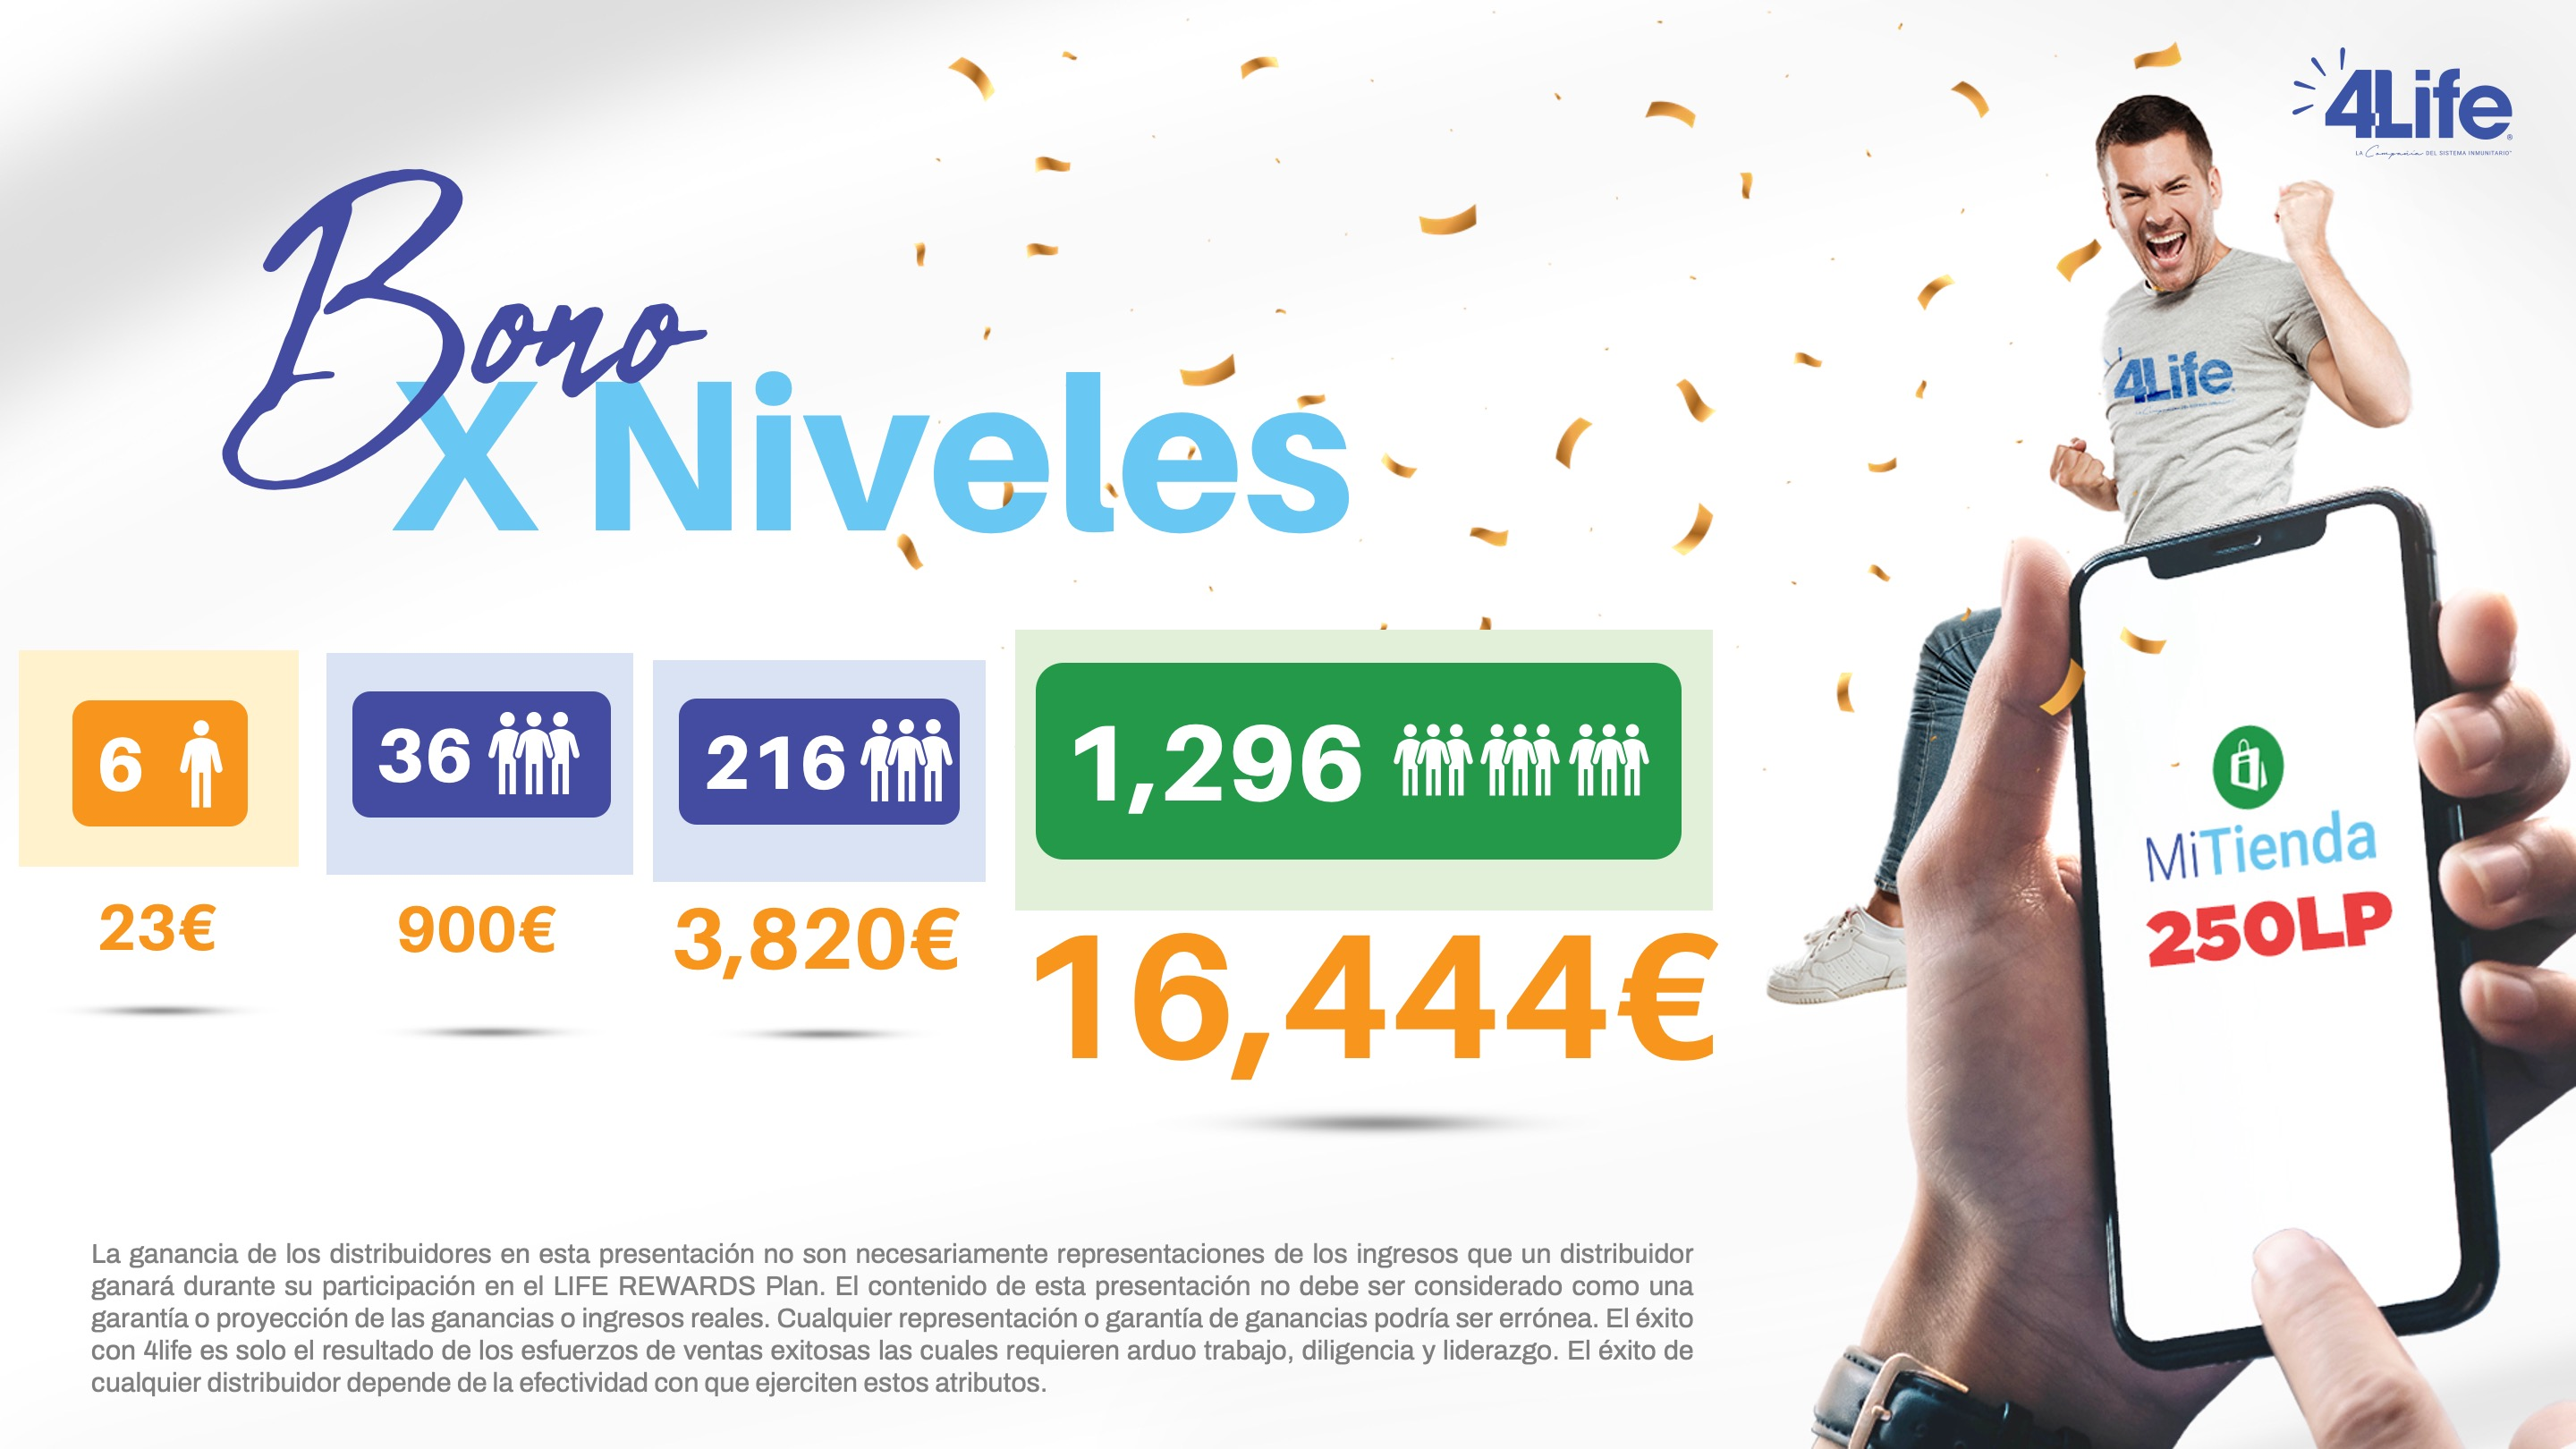 4Life
LA Compañía DEL SISTEMA INMUNITARIO
Bono
X Niveles
4Life
6
36
216
1,296
23€
900€
3,820€
16,444€
MiTienda
250LP
La ganancia de los distribuidores en esta presentación no son necesariamente representaciones de los ingresos que un distribuidor
ganará durante su participación en el LIFE REWARDS Plan. El contenido de esta presentación no debe ser considerado como una
garantía o proyección de las ganancias o ingresos reales. Cualquier representación o garantía de ganancias podría ser errónea. El éxito
con 4life es solo el resultado de los esfuerzos de ventas exitosas las cuales requieren arduo trabajo, diligencia y liderazgo. El éxito de
cualquier distribuidor depende de la efectividad con que ejerciten estos atributos.